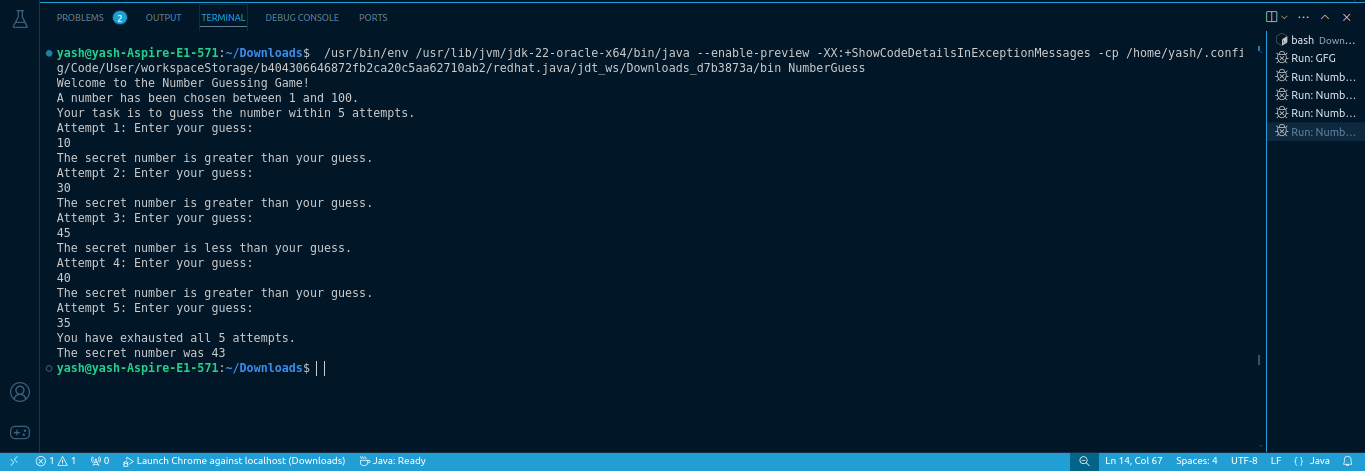 PROBLEMS 2 OUTPUT TERMINAL DEBUG CONSOLE PORTS
yash@yash-Aspire-E1-571:~/Downloads$ /usr/bin/env /usr/lib/jvm/jdk-22-oracle-x64/bin/java --enable-preview -XX:+ShowCodeDetailsInExceptionMessages -cp /home/yash/.confi
g/Code/User/workspaceStorage/b404306646872fb2ca20c5aa62710ab2/redhat.java/jdt_ws/Downloads_d7b3873a/bin NumberGuess
Welcome to the Number Guessing Game!
A number has been chosen between 1 and 100.
Your task is to guess the number within 5 attempts.
Attempt 1: Enter your guess:
10
The secret number is greater than your guess.
Attempt 2: Enter your guess:
30
The secret number is greater than your guess.
Attempt 3: Enter your guess:
45
The secret number is less than your guess.
Attempt 4: Enter your guess:
40
The secret number is greater than your guess.
Attempt 5: Enter your guess:
35
You have exhausted all 5 attempts.
The secret number was 43
yash@yash-Aspire-E1-571:~/Downloads$
bash Down...
Run: GFG
Run: Numb...
Run: Numb...
Run: Numb...
Run: Numb...
1 1 0 Launch Chrome against localhost (Downloads) Java: Ready Ln 14, Col 67 Spaces: 4 UTF-8 LF {} Java